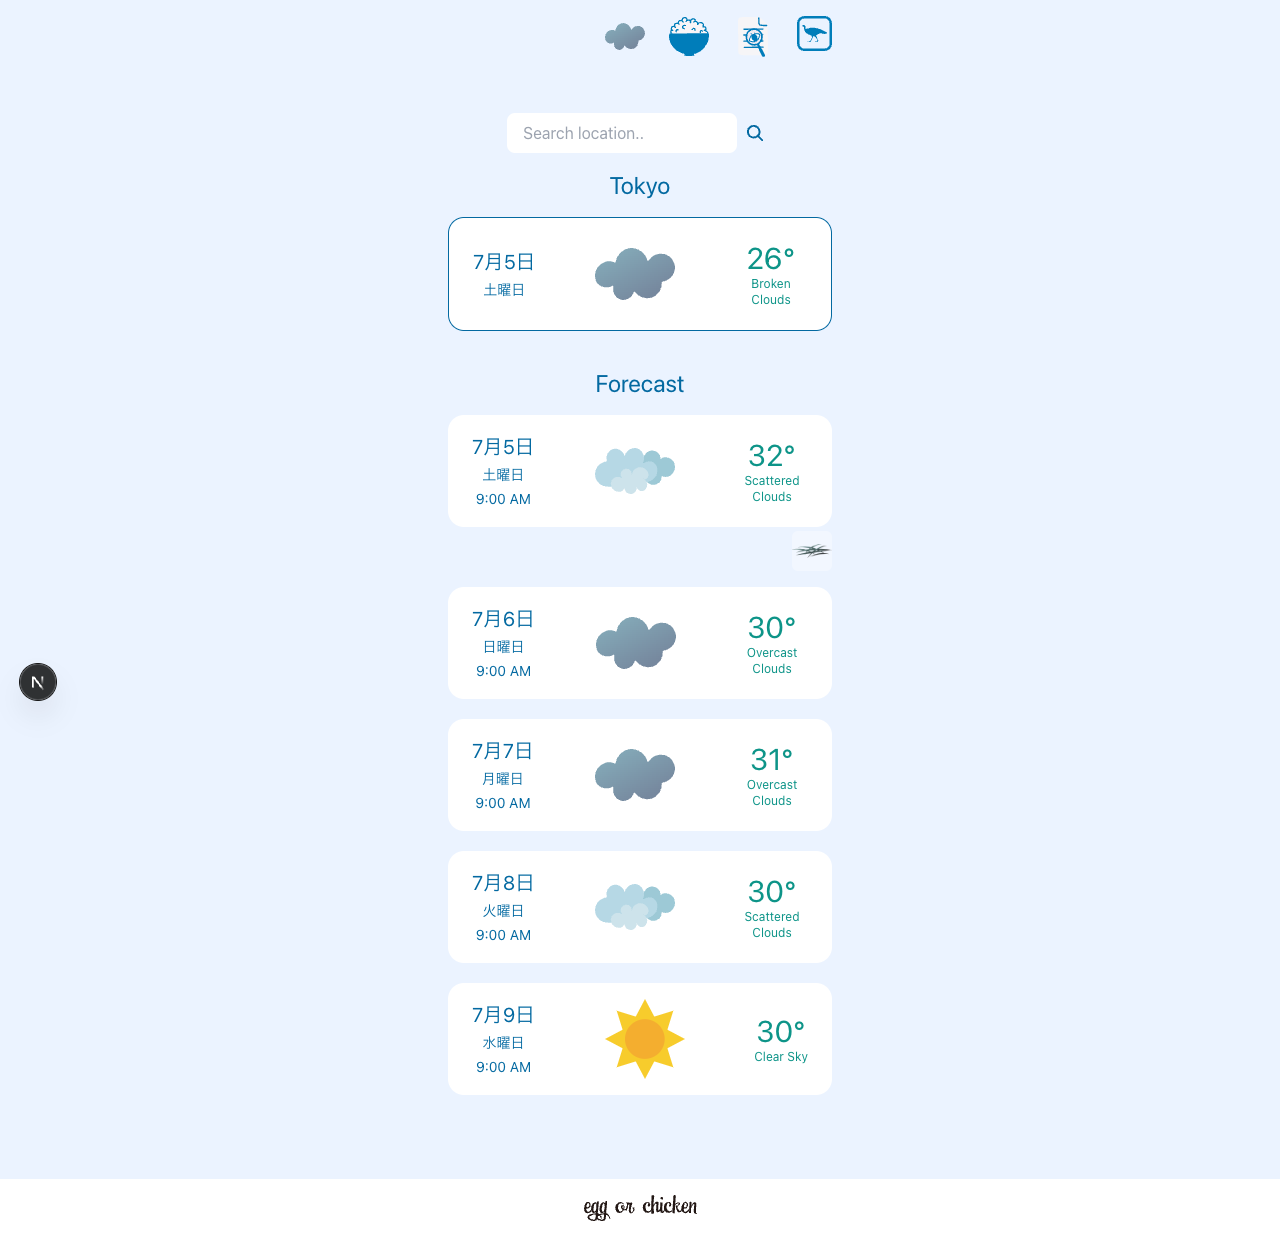 Search location..
Tokyo
7月5日
土曜日
26°
Broken
Clouds
Forecast
7月5日
土曜日
9:00 AM
32°
Scattered
Clouds
7月6日
日曜日
9:00 AM
30°
Overcast
Clouds
7月7日
月曜日
9:00 AM
31°
Overcast
Clouds
7月8日
火曜日
9:00 AM
30°
Scattered
Clouds
7月9日
水曜日
9:00 AM
30°
Clear Sky
N
egg or chicken